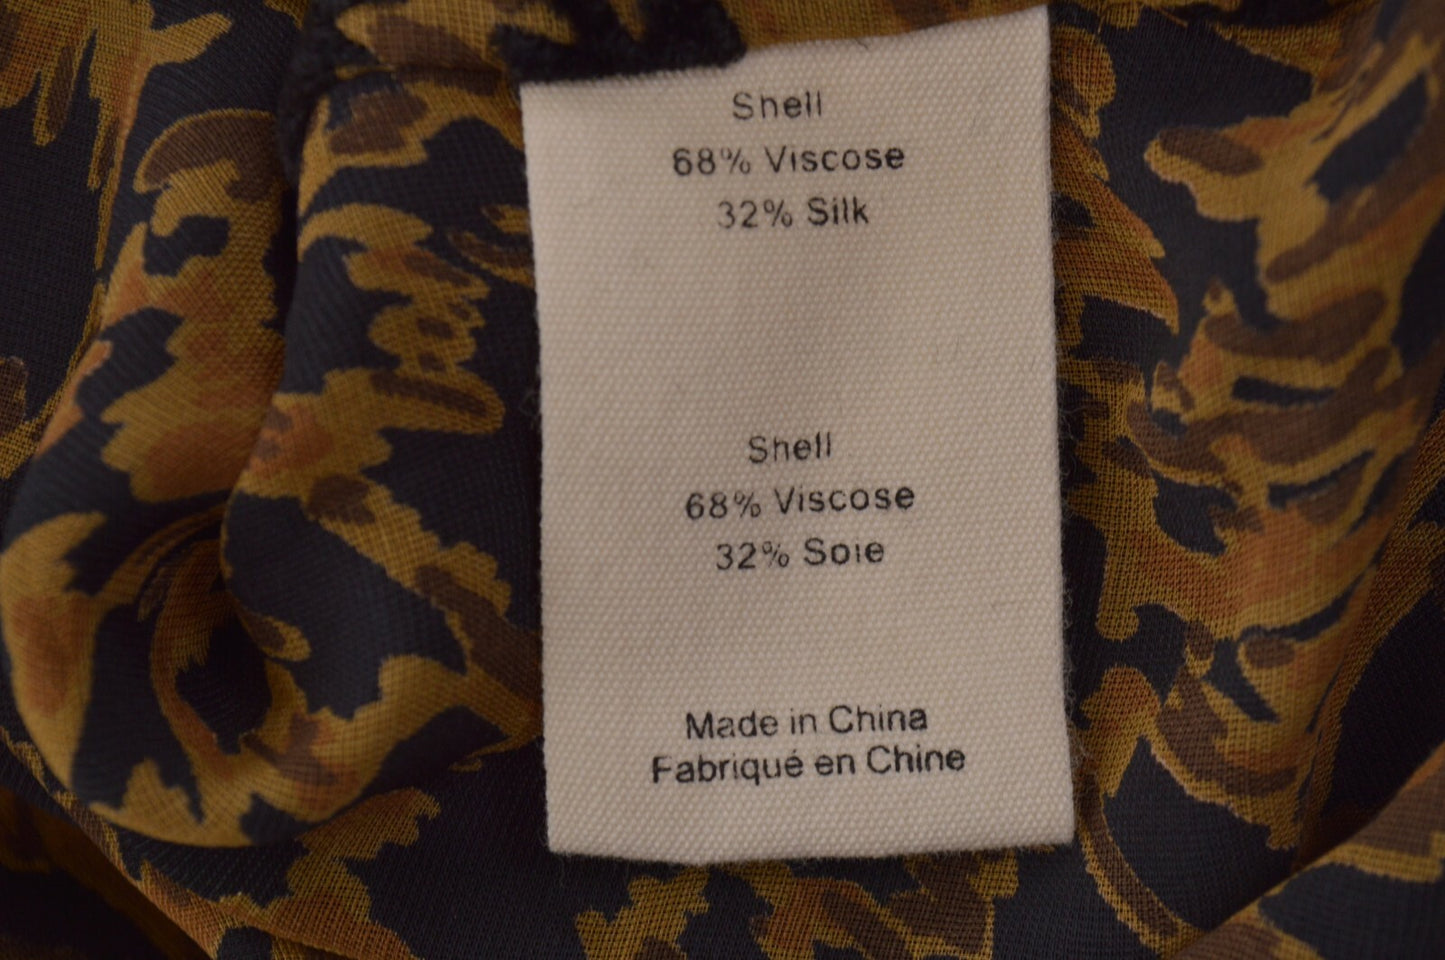 Shell
68% Viscose
32% Silk
Shell
68% Viscose
32% Soie
Made in China
Fabriqué en Chine